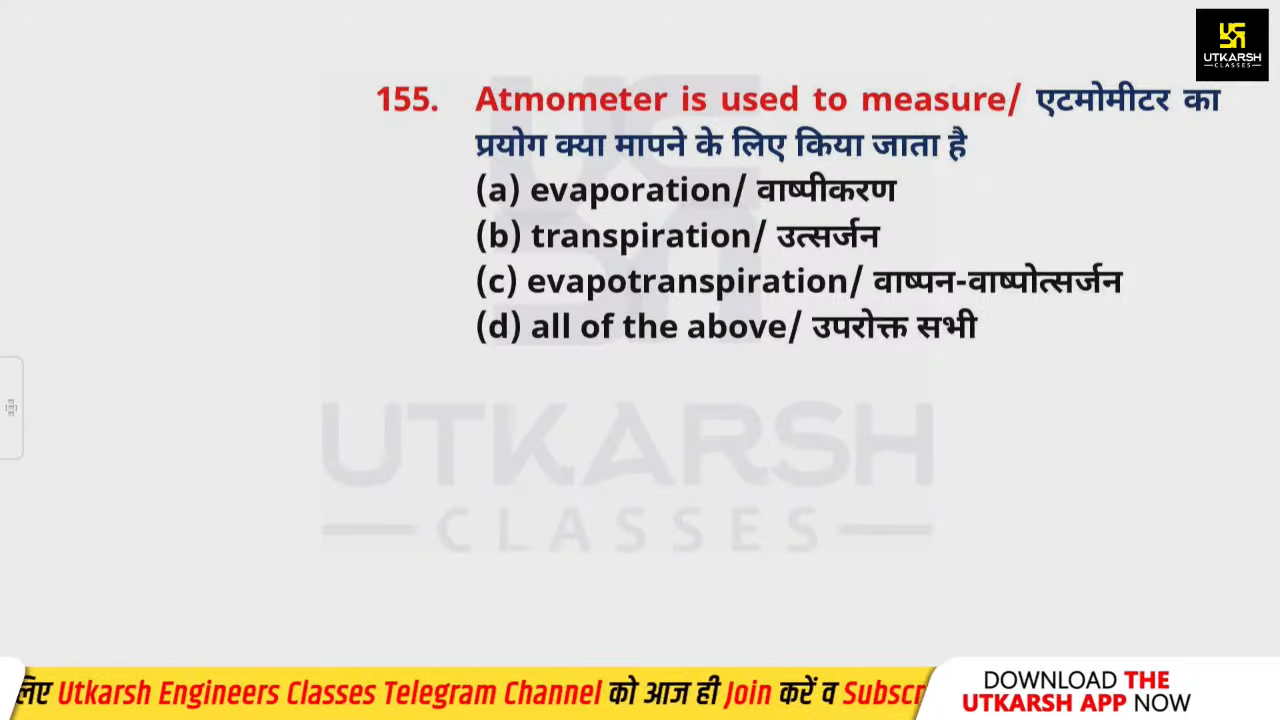 UTKARSH
CLASSES
155. Atmometer is used to measure/ एटमोमीटर का
प्रयोग क्या मापने के लिए किया जाता है
(a) evaporation/ वाष्पीकरण
(b) transpiration/ उत्सर्जन
(c) evapotranspiration/ वाष्पन-वाष्पोत्सर्जन
(d) all of the above/ उपरोक्त सभी
UTKARSH
CLASSES
Utkarsh Engineers Classes Telegram Channel को आज ही Join करें व
DOWNLOAD THE
UTKARSH APP NOW